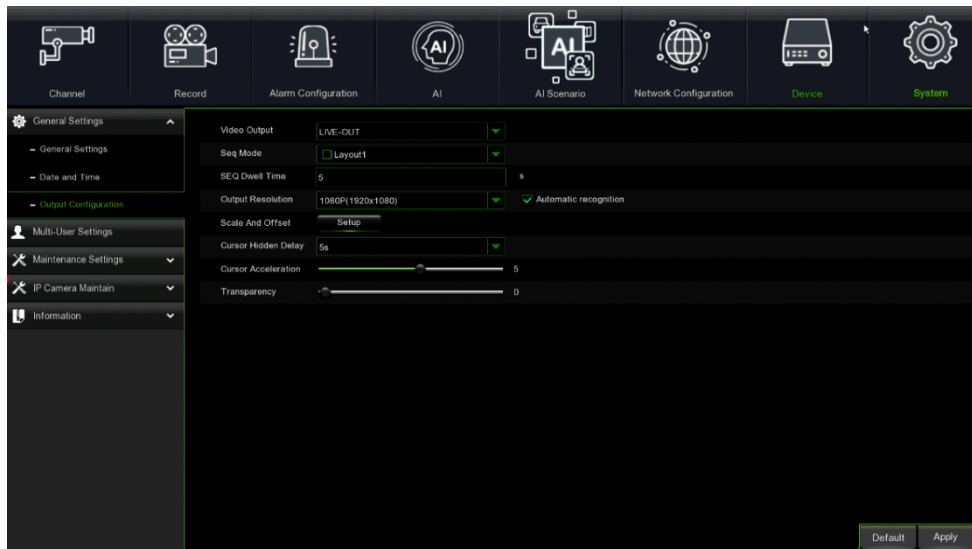 AI
AI
Channel Record Alarm Configuration AI AI Scenario Network Configuration Device System
General Settings
General Settings
Date and Time
Output Configuration
Multi-User Settings
Maintenance Settings
IP Camera Maintain
Information
Video Output LIVE-OUT
Seq Mode Layout1
SEQ Dwell Time 5 s
Output Resolution 1080P(1920x1080) Automatic recognition
Scale And Offset Setup
Cursor Hidden Delay 5s
Cursor Acceleration 5
Transparency 0
Default Apply